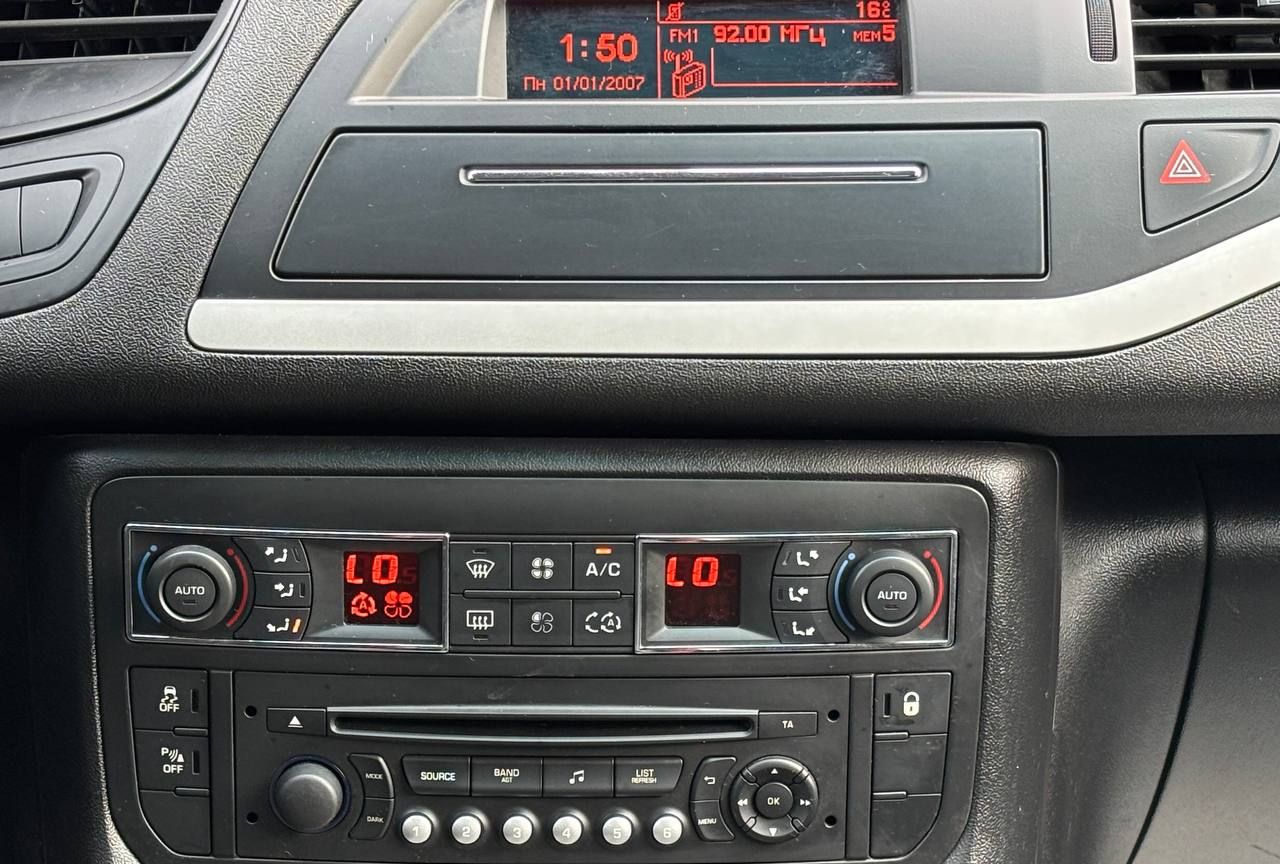 16°C
1:50
FM1 92.00 МГц МЕМ5
Пн 01/01/2007
AUTO
LO
A
A/C
A
LO
AUTO
OFF
P OFF
TA
MODE
DARK
SOURCE
BAND
AST
LIST
REFRESH
MENU
OK
1 2 3 4 5 6